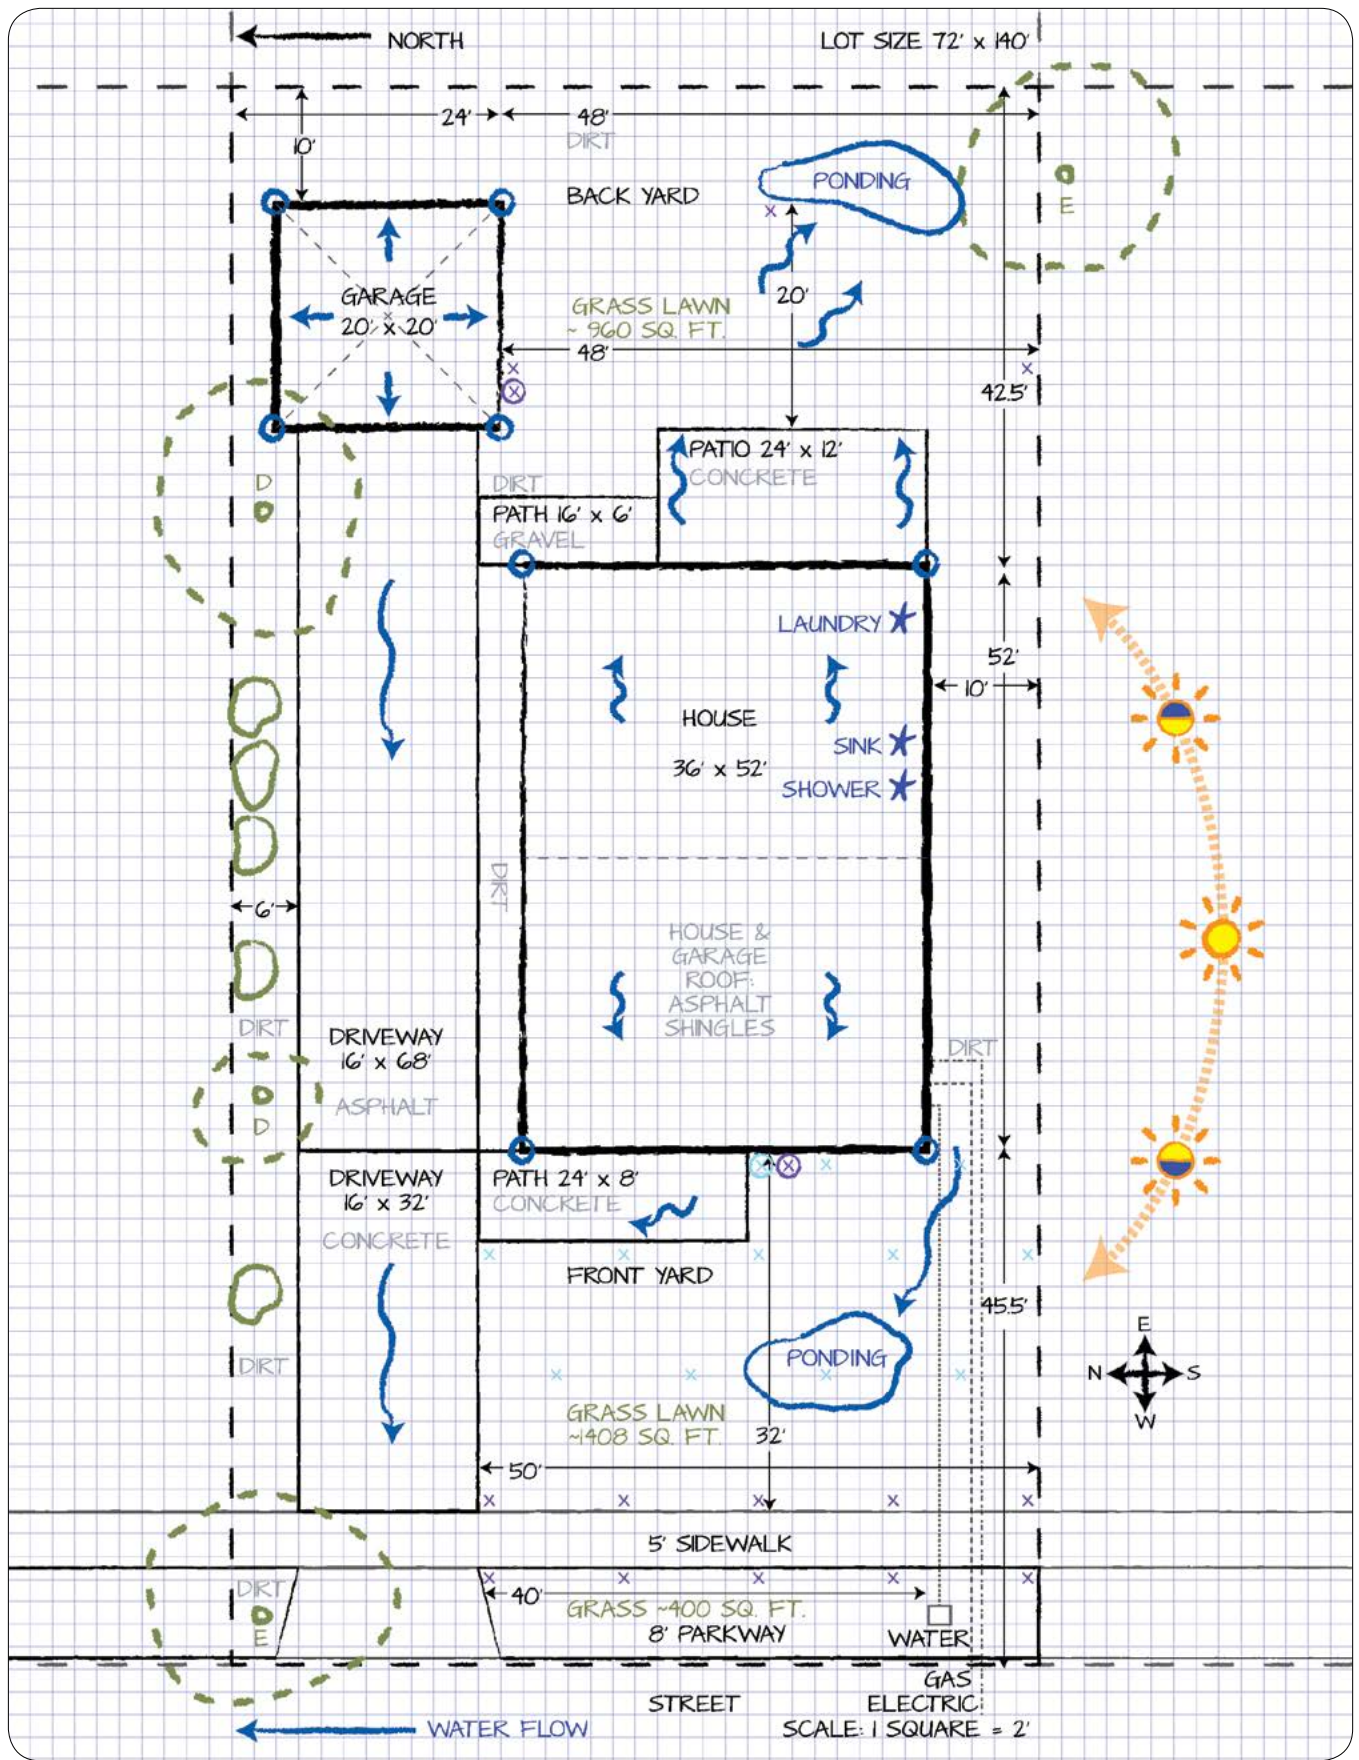 NORTH
LOT SIZE 72' x 140'
24'
48'
10'
DIRT
BACK YARD
PONDING
E
GARAGE
20' x 20'
20'
GRASS LAWN
~ 960 SQ. FT.
48'
42.5'
D
PATIO 24' x 12'
CONCRETE
DIRT
PATH 16' x 6'
GRAVEL
LAUNDRY
52'
10'
HOUSE
36' x 52'
SINK
SHOWER
DIRT
6'
HOUSE &
GARAGE
ROOF:
ASPHALT
SHINGLES
DIRT
DRIVEWAY
16' x 68'
ASPHALT
DIRT
D
DRIVEWAY
16' x 32'
CONCRETE
PATH 24' x 8'
CONCRETE
FRONT YARD
45.5'
E
N
S
W
DIRT
PONDING
GRASS LAWN
~1408 SQ. FT.
32'
50'
5' SIDEWALK
DIRT
E
40'
GRASS ~400 SQ. FT.
8' PARKWAY
WATER
GAS
ELECTRIC
STREET
WATER FLOW
SCALE: 1 SQUARE = 2'